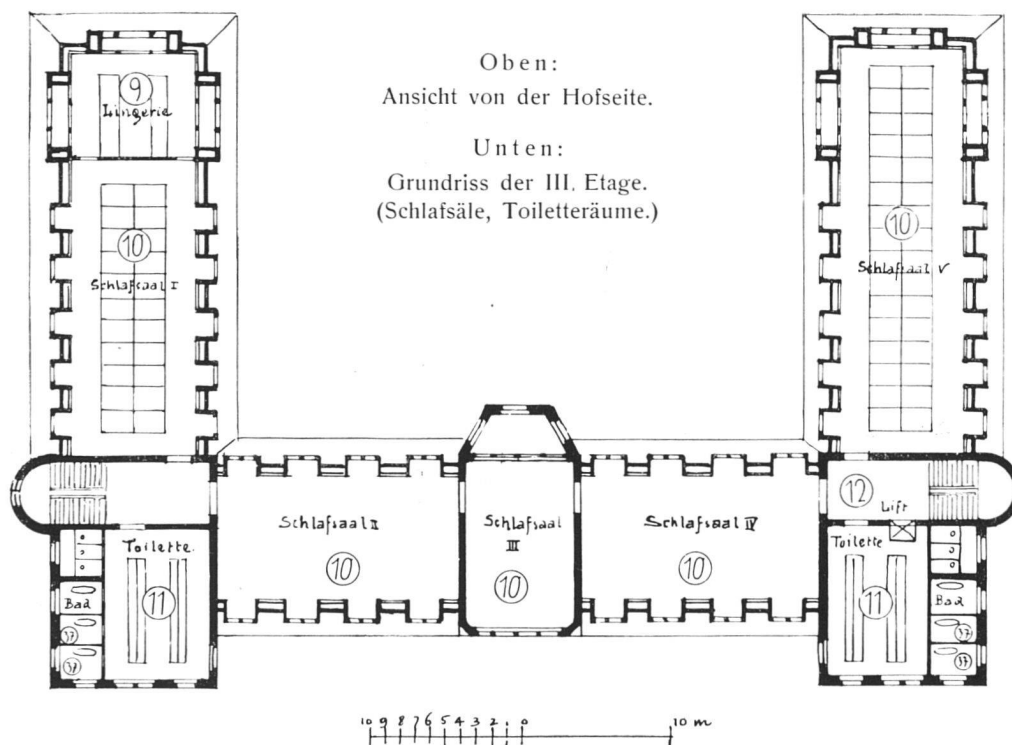 Oben:
Ansicht von der Hofseite.
Unten:
Grundriss der III. Etage.
(Schlafsäle, Toiletteräume.)
9
Lingerie
10
Schlafsaal I
10
Schlafsaal V
Schlafsaal II
10
Schlafsaal
III
10
Schlafsaal IV
10
12
Lift
Toilette.
11
Bad
37
37
Toilette
11
Bad
37
37
10 9 8 7 6 5 4 3 2 1 0 10 m